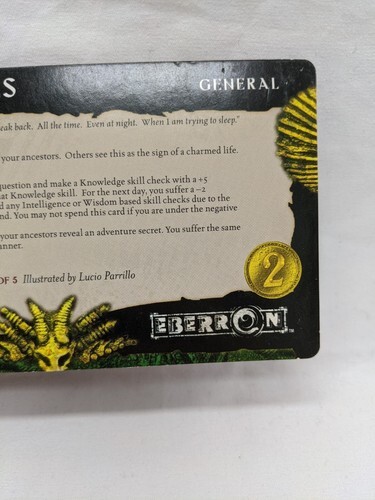 S GENERAL
eak back. All the time. Even at night. When I am trying to sleep."
your ancestors. Others see this as the sign of a charmed life.
question and make a Knowledge skill check with a +5
at Knowledge skill. For the next day, you suffer a −2
d any Intelligence or Wisdom based skill checks due to the
nd. You may not spend this card if you are under the negative
your ancestors reveal an adventure secret. You suffer the same
anner.
OF 5 Illustrated by Lucio Parrillo
2
EBERRON